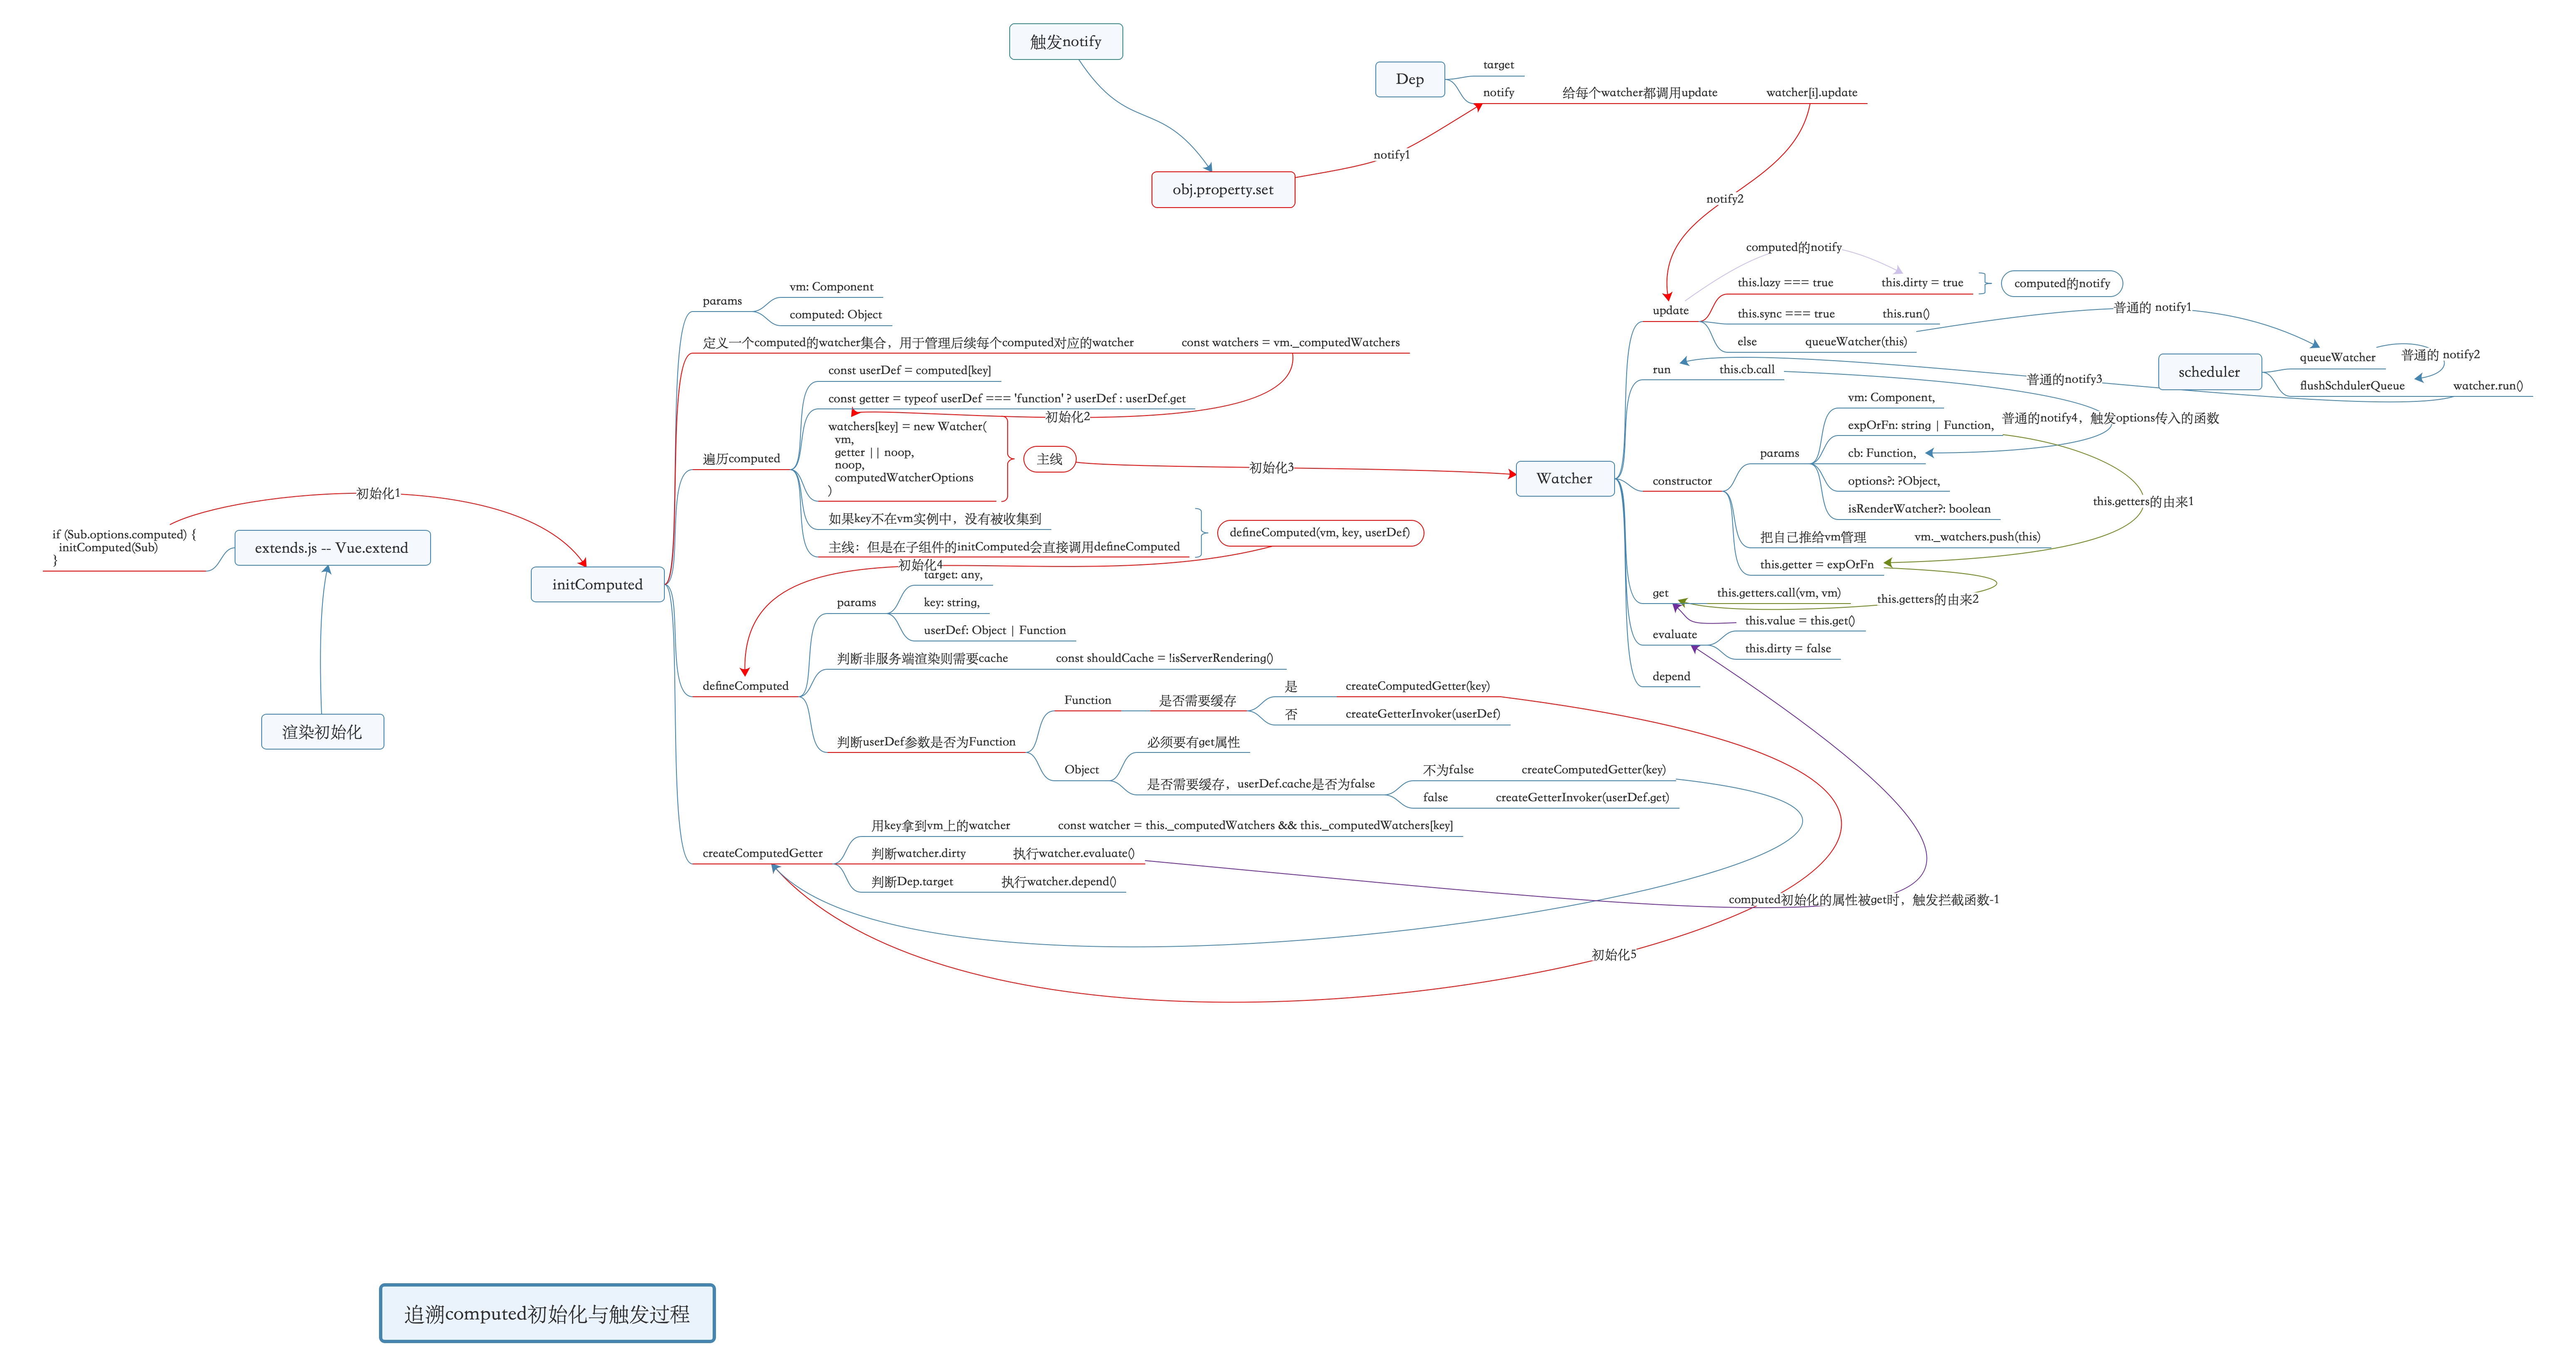 触发notify
Dep
target
notify
给每个watcher都调用update
watcher[i].update
notify1
obj.property.set
notify2
computed的notify
params
vm: Component
computed: Object
定义一个computed的watcher集合，用于管理后续每个computed对应的watcher
const watchers = vm._computedWatchers
遍历computed
const userDef = computed[key]
const getter = typeof userDef === 'function' ? userDef : userDef.get
初始化2
watchers[key] = new Watcher(
vm,
getter || noop,
noop,
computedWatcherOptions
)
主线
初始化3
如果key不在vm实例中，没有被收集到
主线：但是在子组件的initComputed会直接调用defineComputed
defineComputed(vm, key, userDef)
初始化4
初始化1
if (Sub.options.computed) {
initComputed(Sub)
}
extends.js -- Vue.extend
initComputed
渲染初始化
defineComputed
params
target: any,
key: string,
userDef: Object | Function
判断非服务端渲染则需要cache
const shouldCache = !isServerRendering()
判断userDef参数是否为Function
Function
是否需要缓存
是
createComputedGetter(key)
否
createGetterInvoker(userDef)
Object
必须要有get属性
是否需要缓存，userDef.cache是否为false
不为false
createComputedGetter(key)
false
createGetterInvoker(userDef.get)
createComputedGetter
用key拿到vm上的watcher
const watcher = this._computedWatchers && this._computedWatchers[key]
判断watcher.dirty
执行watcher.evaluate()
判断Dep.target
执行watcher.depend()
computed初始化的属性被get时，触发拦截函数-1
初始化5
Watcher
update
this.lazy === true
this.dirty = true
computed的notify
this.sync === true
this.run()
else
queueWatcher(this)
普通的 notify1
scheduler
queueWatcher
普通的 notify2
flushSchdulerQueue
watcher.run()
普通的notify3
run
this.cb.call
普通的notify4，触发options传入的函数
constructor
params
vm: Component,
expOrFn: string | Function,
cb: Function,
options?: ?Object,
isRenderWatcher?: boolean
this.getters的由来1
把自己推给vm管理
vm._watchers.push(this)
this.getter = expOrFn
this.getters的由来2
get
this.getters.call(vm, vm)
evaluate
this.value = this.get()
this.dirty = false
depend
追溯computed初始化与触发过程